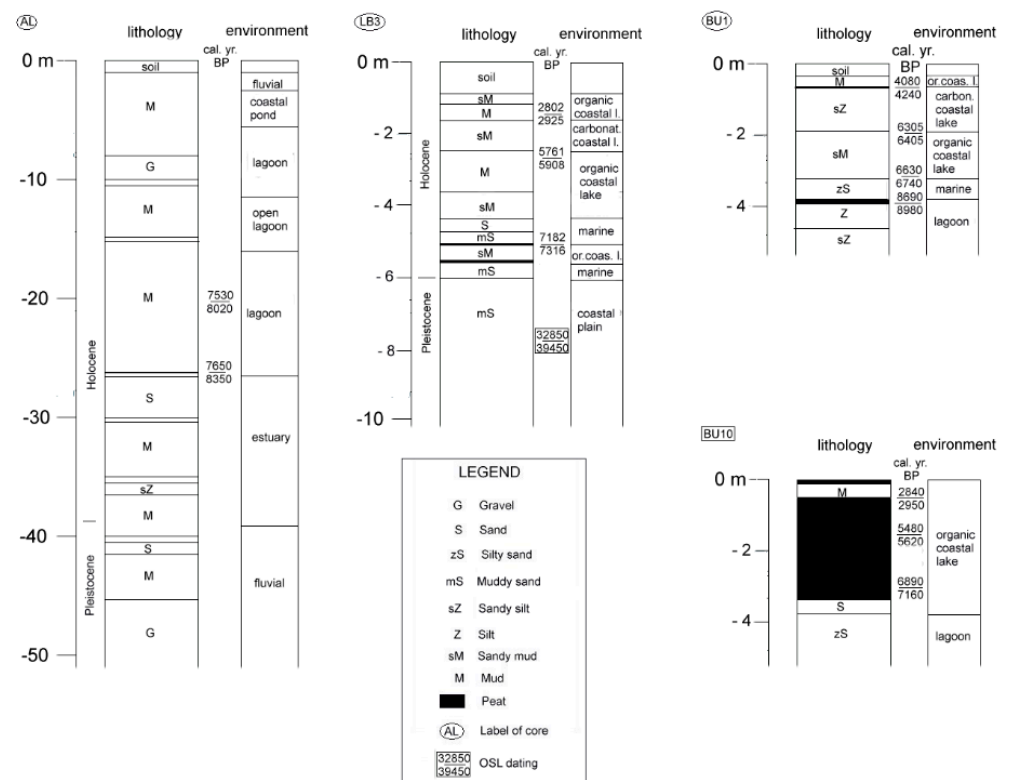 AL
lithology
environment
cal. yr.
BP
0 m
-10
-20
-30
-40
-50
Holocene
Pleistocene
soil
M
G
M
M
S
M
sZ
M
S
M
G
7530
8020
7650
8350
fluvial
coastal
pond
lagoon
open
lagoon
lagoon
estuary
fluvial
LB3
lithology
environment
cal. yr.
BP
0 m
- 2
- 4
- 6
- 8
-10
Holocene
Pleistocene
soil
sM
M
sM
M
sM
S
mS
sM
mS
mS
2802
2925
5761
5908
7182
7316
32850
39450
organic
coastal l.
carbonat.
coastal l.
organic
coastal
lake
marine
or.coas. l.
marine
coastal
plain
BU1
lithology
environment
cal. yr.
BP
0 m
- 2
- 4
soil
M
sZ
sM
zS
Z
sZ
4080
4240
6305
6405
6630
6740
8690
8980
or.coas. l.
carbon.
coastal
lake
organic
coastal
lake
marine
lagoon
BU10
lithology
environment
cal. yr.
BP
0 m
- 2
- 4
M
S
zS
2840
2950
5480
5620
6890
7160
organic
coastal
lake
lagoon
LEGEND
G Gravel
S Sand
zS Silty sand
mS Muddy sand
sZ Sandy silt
Z Silt
sM Sandy mud
M Mud
Peat
AL Label of core
32850
39450 OSL dating